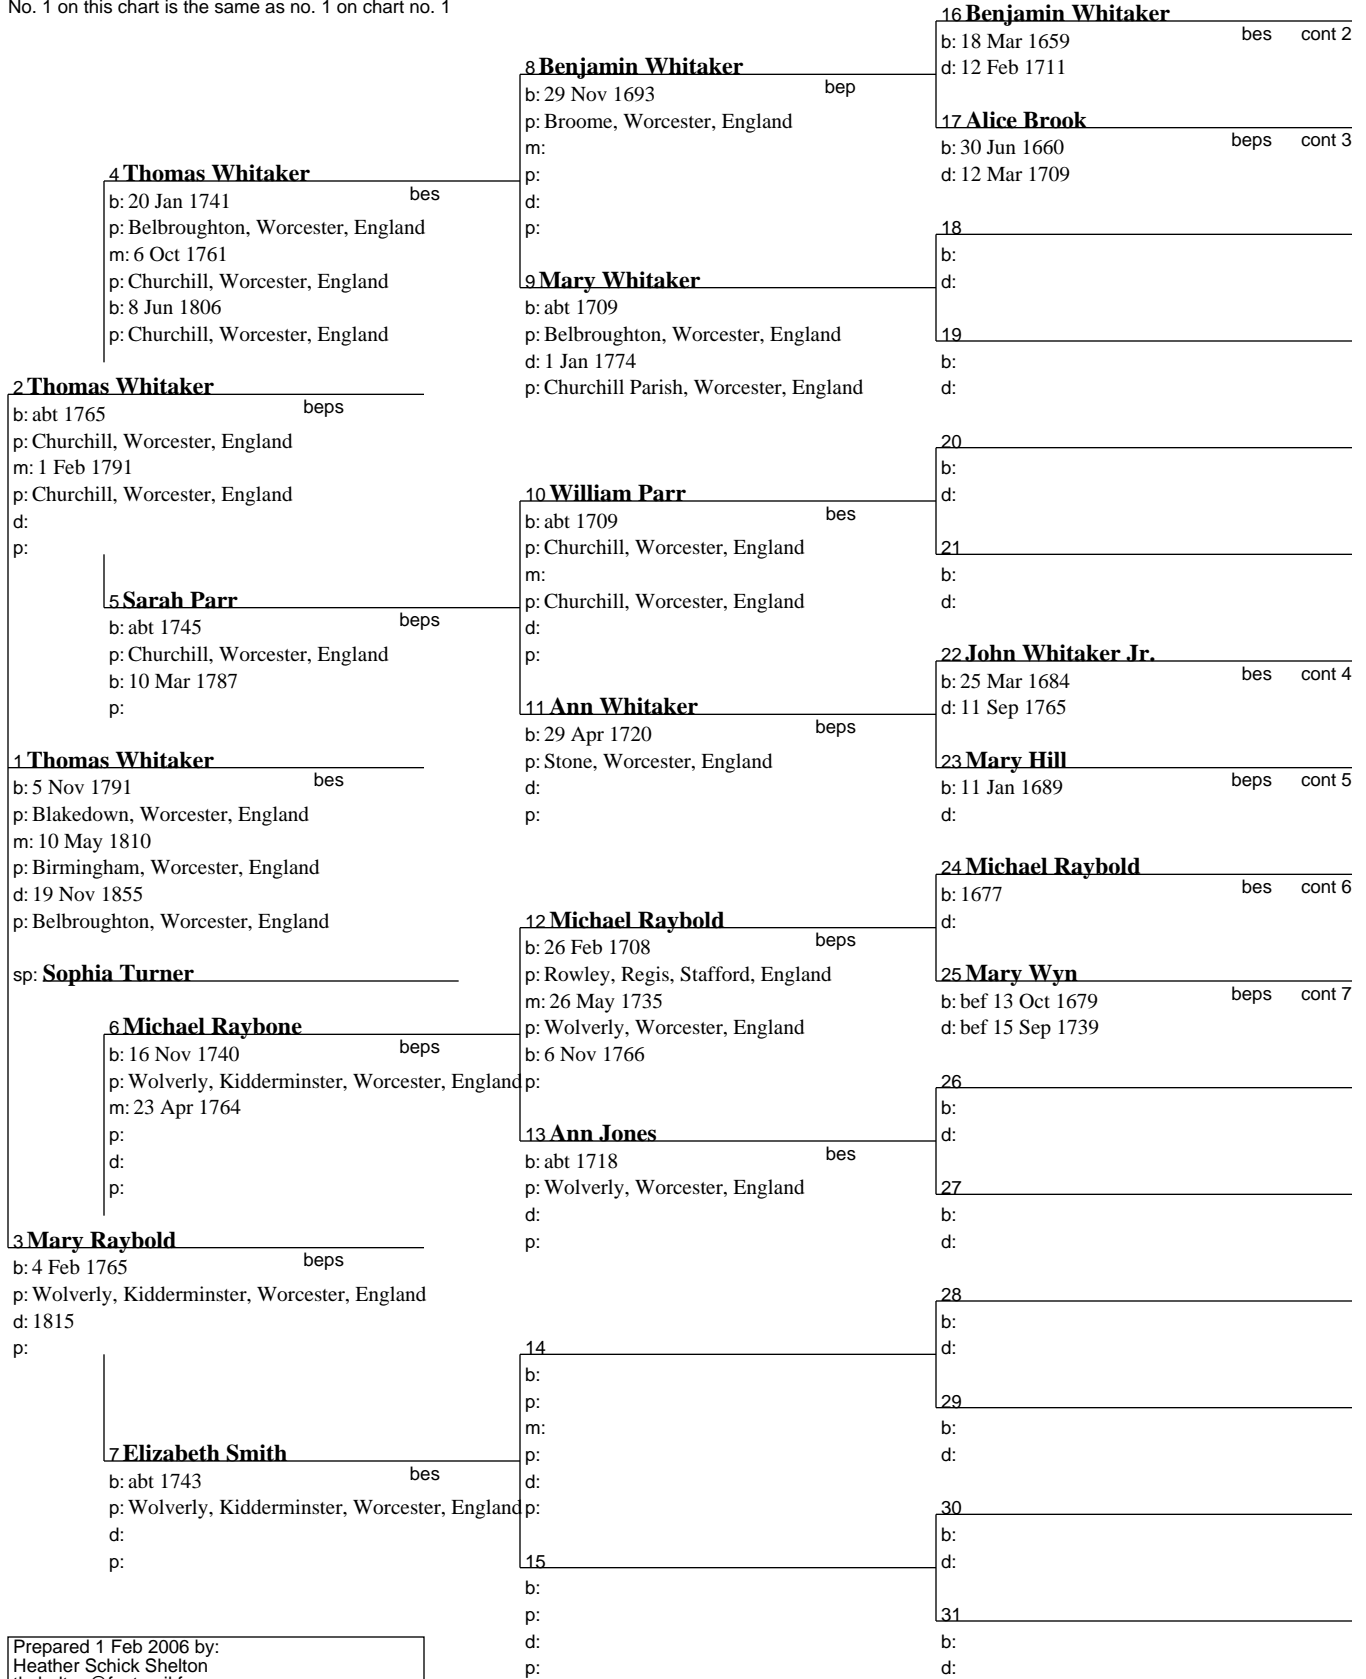 No. 1 on this chart is the same as no. 1 on chart no. 1
16 Benjamin Whitaker
bes cont 2
b: 18 Mar 1659
d: 12 Feb 1711
8 Benjamin Whitaker
bep
b: 29 Nov 1693
p: Broome, Worcester, England
m:
p:
d:
p:
17 Alice Brook
beps cont 3
b: 30 Jun 1660
d: 12 Mar 1709
4 Thomas Whitaker
bes
b: 20 Jan 1741
p: Belbroughton, Worcester, England
m: 6 Oct 1761
p: Churchill, Worcester, England
b: 8 Jun 1806
p: Churchill, Worcester, England
18
b:
d:
9 Mary Whitaker
b: abt 1709
p: Belbroughton, Worcester, England
d: 1 Jan 1774
p: Churchill Parish, Worcester, England
19
b:
d:
2 Thomas Whitaker
beps
b: abt 1765
p: Churchill, Worcester, England
m: 1 Feb 1791
p: Churchill, Worcester, England
d:
p:
20
b:
d:
10 William Parr
bes
b: abt 1709
p: Churchill, Worcester, England
m:
p: Churchill, Worcester, England
d:
p:
21
b:
d:
5 Sarah Parr
beps
b: abt 1745
p: Churchill, Worcester, England
b: 10 Mar 1787
p:
22 John Whitaker Jr.
bes cont 4
b: 25 Mar 1684
d: 11 Sep 1765
11 Ann Whitaker
beps
b: 29 Apr 1720
p: Stone, Worcester, England
d:
p:
23 Mary Hill
beps cont 5
b: 11 Jan 1689
d:
1 Thomas Whitaker
bes
b: 5 Nov 1791
p: Blakedown, Worcester, England
m: 10 May 1810
p: Birmingham, Worcester, England
d: 19 Nov 1855
p: Belbroughton, Worcester, England
sp: Sophia Turner
24 Michael Raybold
bes cont 6
b: 1677
d:
12 Michael Raybold
beps
b: 26 Feb 1708
p: Rowley, Regis, Stafford, England
m: 26 May 1735
p: Wolverly, Worcester, England
b: 6 Nov 1766
p:
25 Mary Wyn
beps cont 7
b: bef 13 Oct 1679
d: bef 15 Sep 1739
6 Michael Raybone
beps
b: 16 Nov 1740
p: Wolverly, Kidderminster, Worcester, England
m: 23 Apr 1764
p:
d:
p:
26
b:
d:
13 Ann Jones
bes
b: abt 1718
p: Wolverly, Worcester, England
d:
p:
27
b:
d:
3 Mary Raybold
beps
b: 4 Feb 1765
p: Wolverly, Kidderminster, Worcester, England
d: 1815
p:
28
b:
d:
14
b:
p:
m:
p:
d:
p:
29
b:
d:
7 Elizabeth Smith
bes
b: abt 1743
p: Wolverly, Kidderminster, Worcester, England
d:
p:
30
b:
d:
15
b:
p:
d:
p:
31
b:
d:
Prepared 1 Feb 2006 by:
Heather Schick Shelton